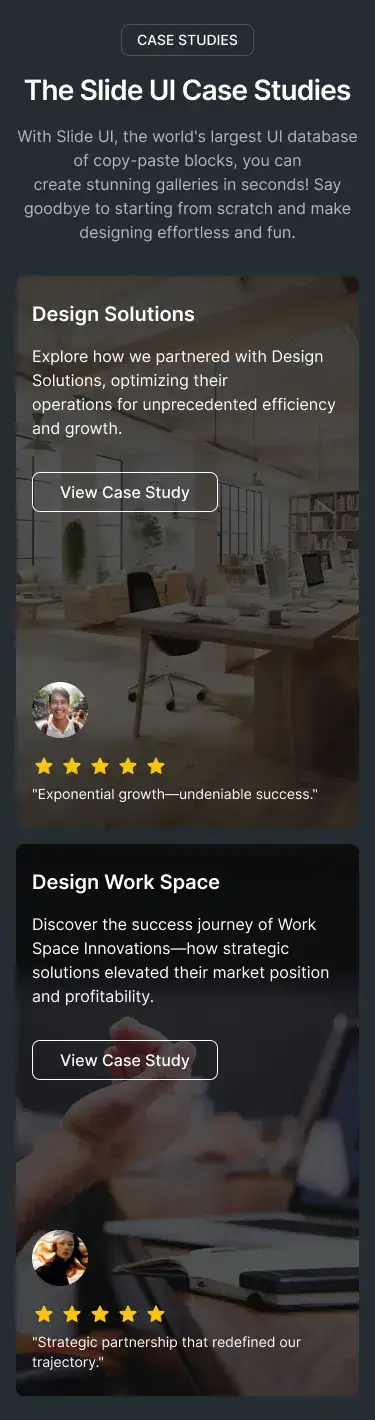 CASE STUDIES
The Slide UI Case Studies
With Slide UI, the world's largest UI database
of copy-paste blocks, you can
create stunning galleries in seconds! Say
goodbye to starting from scratch and make
designing effortless and fun.
Design Solutions
Explore how we partnered with Design
Solutions, optimizing their
operations for unprecedented efficiency
and growth.
View Case Study
"Exponential growth—undeniable success."
Design Work Space
Discover the success journey of Work
Space Innovations—how strategic
solutions elevated their market position
and profitability.
View Case Study
"Strategic partnership that redefined our
trajectory."